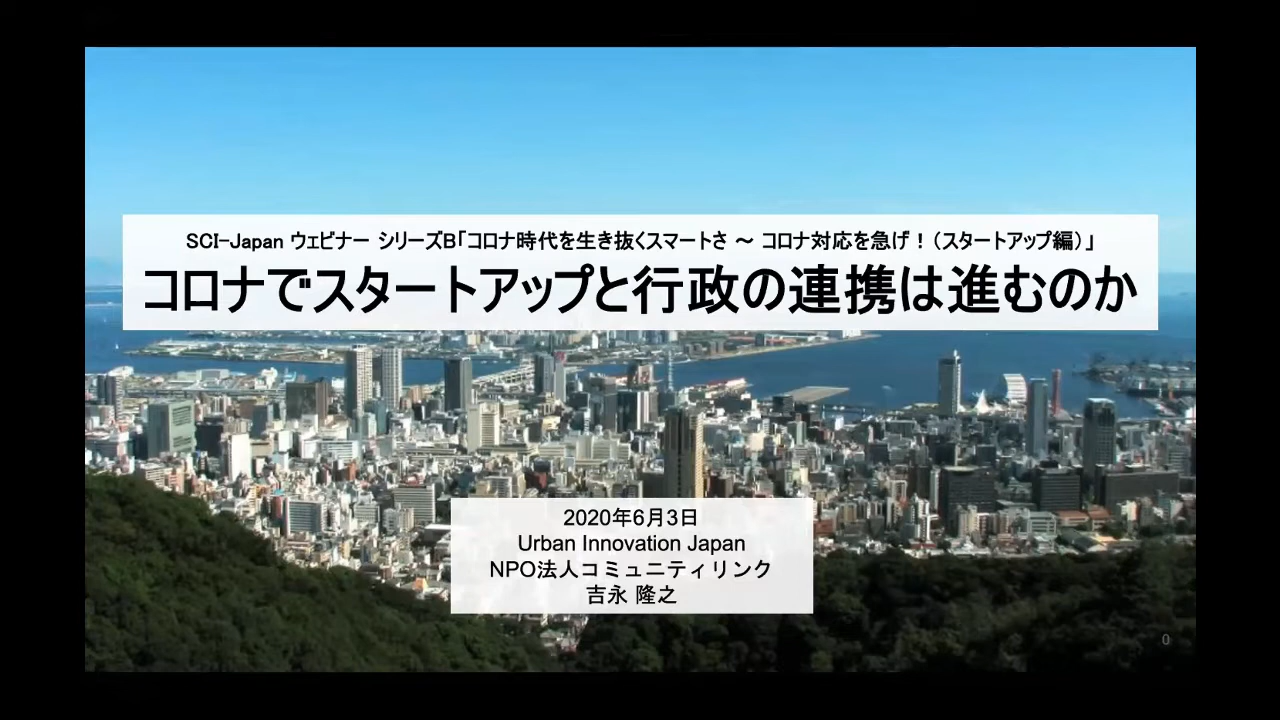 SCI-Japan ウェビナー シリーズB「コロナ時代を生き抜くスマートさ ～ コロナ対応を急げ！（スタートアップ編）」
コロナでスタートアップと行政の連携は進むのか
2020年6月3日
Urban Innovation Japan
NPO法人コミュニティリンク
吉永 隆之
0